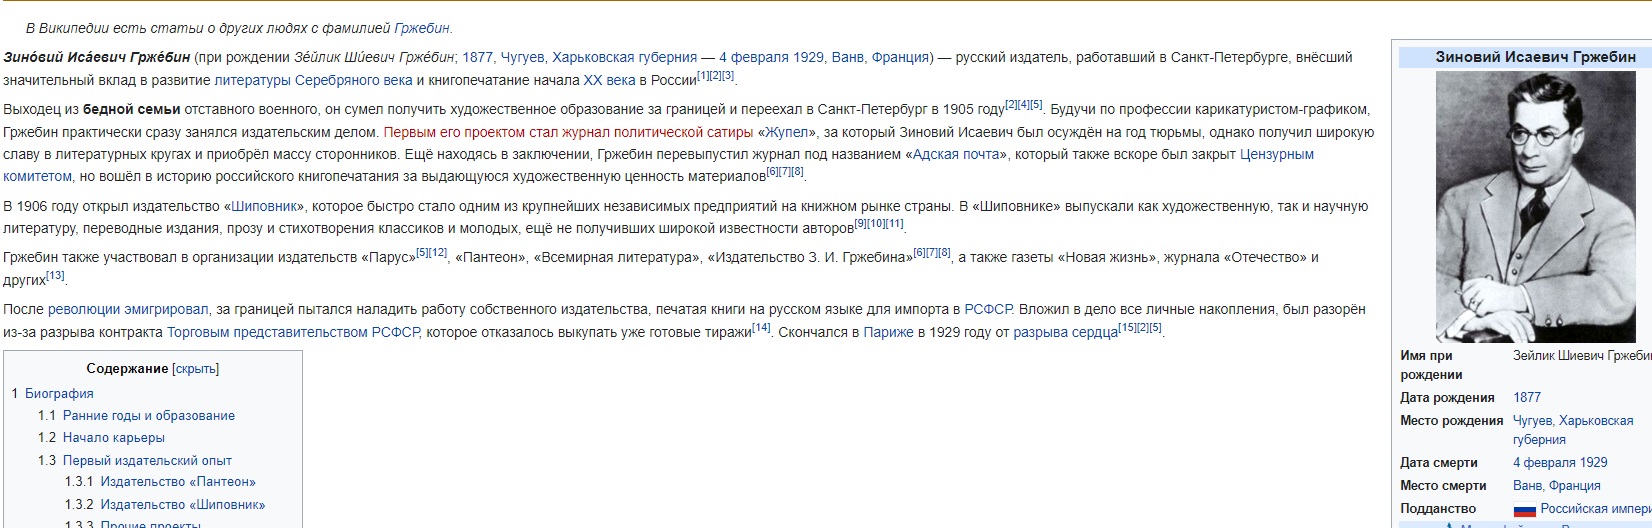 В Википедии есть статьи о других людях с фамилией Гржебин.
Зино́вий Иса́евич Грже́бин (при рождении Зе́йлик Ши́евич Грже́бин; 1877, Чугуев, Харьковская губерния — 4 февраля 1929, Ванв, Франция) — русский издатель, работавший в Санкт-Петербурге, внёсший
значительный вклад в развитие литературы Серебряного века и книгопечатание начала XX века в России[1][2][3].
Выходец из бедной семьи отставного военного, он сумел получить художественное образование за границей и переехал в Санкт-Петербург в 1905 году[2][4][5]. Будучи по профессии карикатуристом-графиком,
Гржебин практически сразу занялся издательским делом. Первым его проектом стал журнал политической сатиры «Жупел», за который Зиновий Исаевич был осуждён на год тюрьмы, однако получил широкую
славу в литературных кругах и приобрёл массу сторонников. Ещё находясь в заключении, Гржебин перевыпустил журнал под названием «Адская почта», который также вскоре был закрыт Цензурным
комитетом, но вошёл в историю российского книгопечатания за выдающуюся художественную ценность материалов[6][7][8].
В 1906 году открыл издательство «Шиповник», которое быстро стало одним из крупнейших независимых предприятий на книжном рынке страны. В «Шиповнике» выпускали как художественную, так и научную
литературу, переводные издания, прозу и стихотворения классиков и молодых, ещё не получивших широкой известности авторов[9][10][11].
Гржебин также участвовал в организации издательств «Парус»[5][12], «Пантеон», «Всемирная литература», «Издательство З. И. Гржебина»[6][7][8], а также газеты «Новая жизнь», журнала «Отечество» и
других[13].
После революции эмигрировал, за границей пытался наладить работу собственного издательства, печатая книги на русском языке для импорта в РСФСР. Вложил в дело все личные накопления, был разорён
из-за разрыва контракта Торговым представительством РСФСР, которое отказалось выкупать уже готовые тиражи[14]. Скончался в Париже в 1929 году от разрыва сердца[15][2][5].
Содержание [скрыть]
1 Биография
1.1 Ранние годы и образование
1.2 Начало карьеры
1.3 Первый издательский опыт
1.3.1 Издательство «Пантеон»
1.3.2 Издательство «Шиповник»
1.3.3 Прочие проекты
Зиновий Исаевич Гржебин
Имя при рождении Зейлик Шиевич Гржебин
Дата рождения 1877
Место рождения Чугуев, Харьковская
губерния
Дата смерти 4 февраля 1929
Место смерти Ванв, Франция
Подданство Российская импери